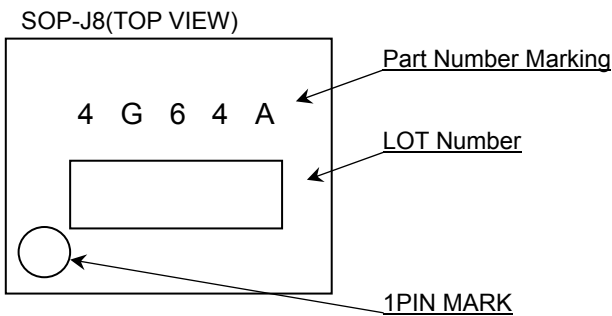 SOP-J8(TOP VIEW)
Part Number Marking
4 G 6 4 A
LOT Number
1PIN MARK